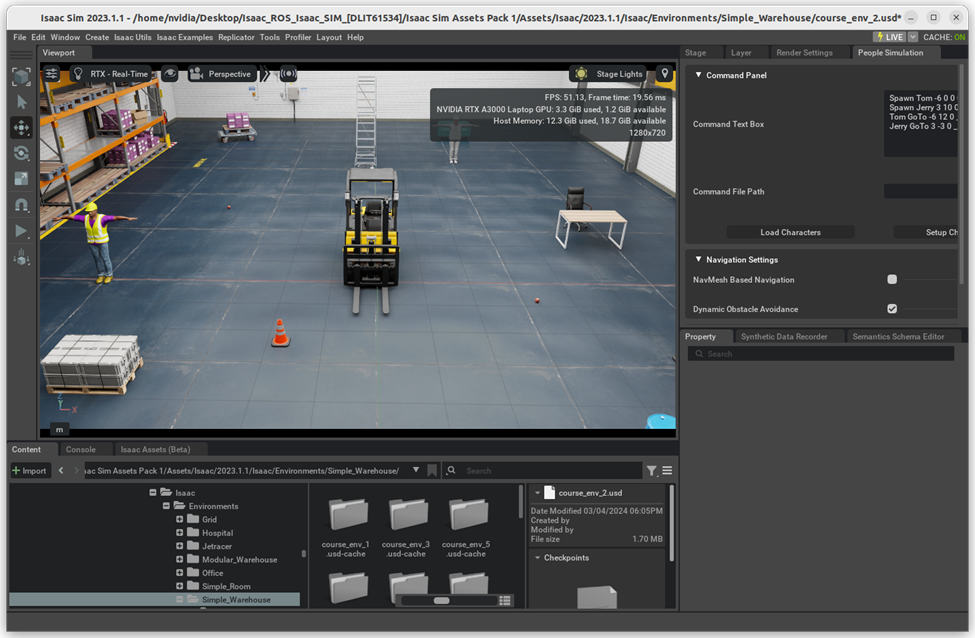 Isaac Sim 2023.1.1 - /home/nvidia/Desktop/Isaac_ROS_Isaac_SIM_[DLIT61534]/Isaac Sim Assets Pack 1/Assets/Isaac/2023.1.1/Isaac/Environments/Simple_Warehouse/course_env_2.usd*
File Edit Window Create Isaac Utils Isaac Examples Replicator Tools Profiler Layout Help
LIVE CACHE: ON
Viewport
RTX - Real-Time Perspective Stage Lights
FPS: 51.13, Frame time: 19.56 ms
NVIDIA RTX A3000 Laptop GPU: 3.3 GiB used, 1.2 GiB available
Host Memory: 12.3 GiB used, 18.7 GiB available
1280x720
Z
X
m
Stage Layer Render Settings People Simulation
Command Panel
Command Text Box
Spawn Tom -6 0 0
Spawn Jerry 3 10 0
Tom GoTo -6 12 0 _
Jerry GoTo 3 -3 0 _
Command File Path
Load Characters Setup Ch
Navigation Settings
NavMesh Based Navigation
Dynamic Obstacle Avoidance
Property Synthetic Data Recorder Semantics Schema Editor
Search
Content Console Isaac Assets (Beta)
Import
ac Sim Assets Pack 1/Assets/Isaac/2023.1.1/Isaac/Environments/Simple_Warehouse/
Search
Isaac
Environments
Grid
Hospital
Jetracer
Modular_Warehouse
Office
Simple_Room
Simple_Warehouse
course_env_1
.usd-cache
course_env_3
.usd-cache
course_env_5
.usd-cache
course_env_2.usd
Date Modified 03/04/2024 06:05PM
Created by
Modified by
File size 1.70 MB
Checkpoints